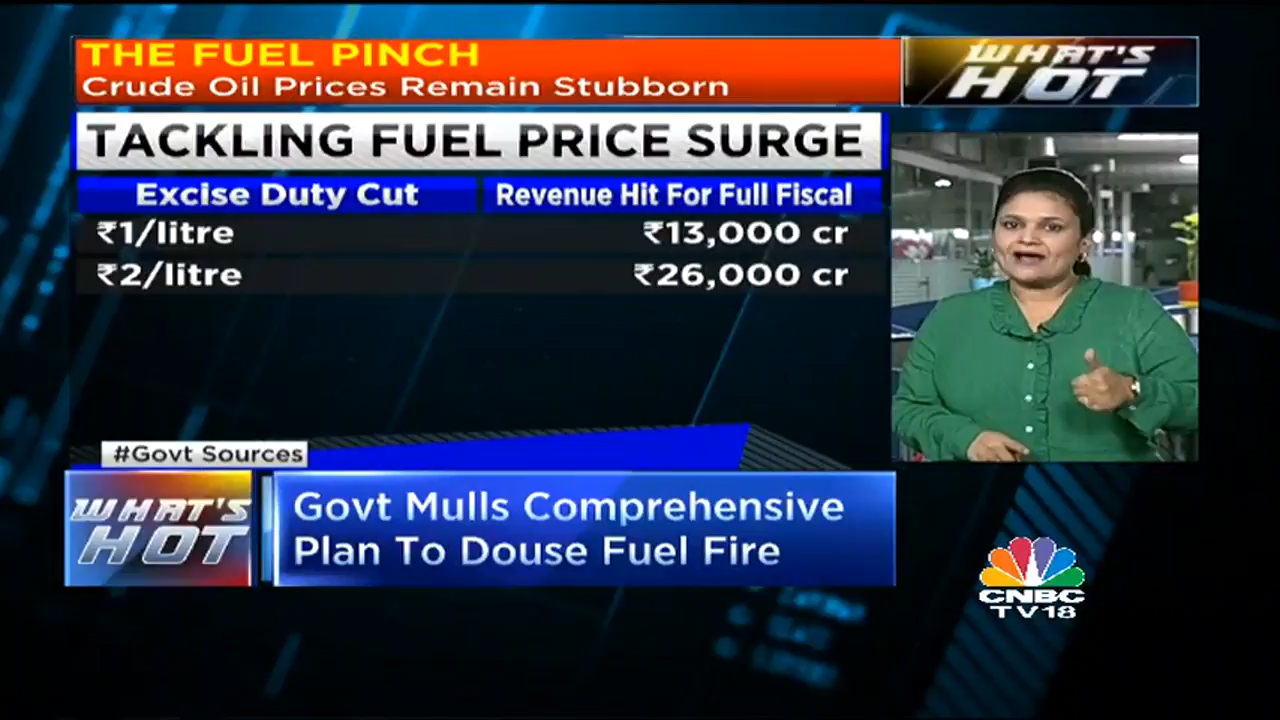 THE FUEL PINCH
Crude Oil Prices Remain Stubborn
WHAT'S
HOT
TACKLING FUEL PRICE SURGE
Excise Duty Cut Revenue Hit For Full Fiscal
₹1/litre ₹13,000 cr
₹2/litre ₹26,000 cr
#Govt Sources
WHAT'S
HOT
Govt Mulls Comprehensive
Plan To Douse Fuel Fire
CNBC
TV18